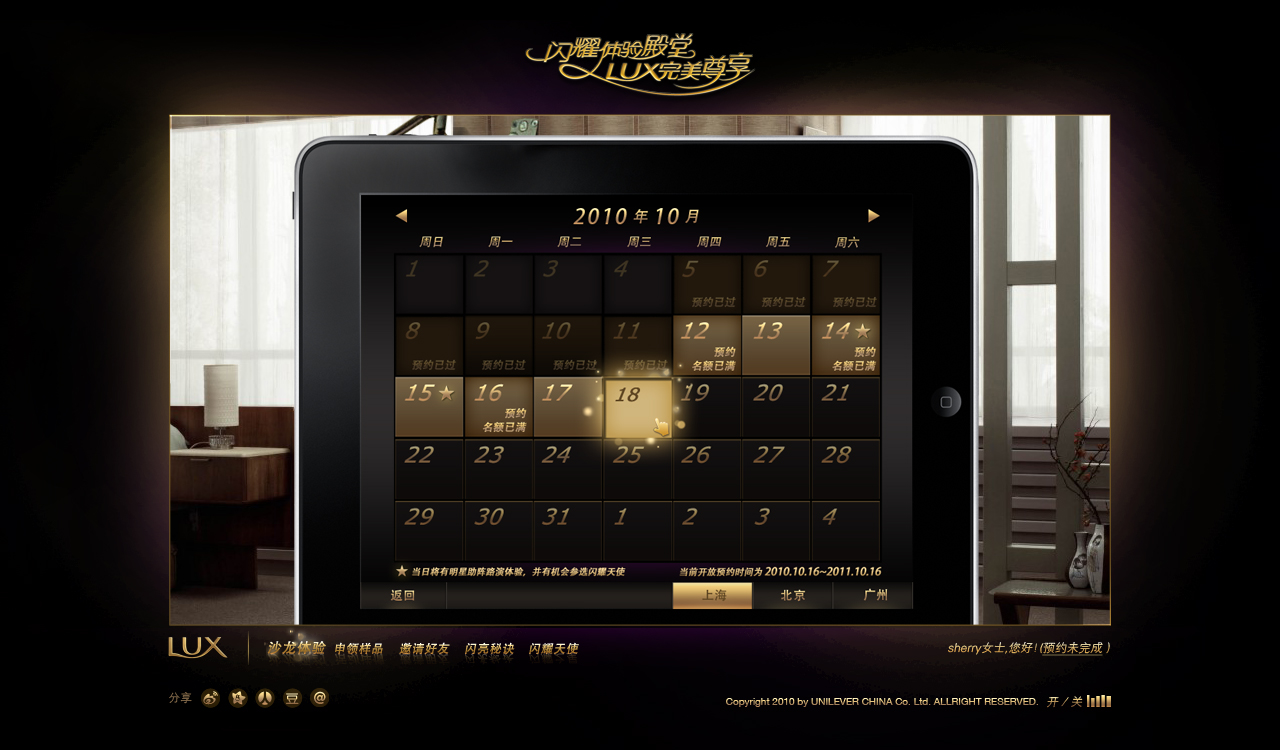 闪耀体验殿堂
LUX完美尊享
2010 年 10 月
周日 周一 周二 周三 周四 周五 周六
1 2 3 4 5 6 7
预约已过 预约已过 预约已过
8 9 10 11 12 13 14
预约已过 预约已过 预约已过 预约已过 预约 名额已满 预约 名额已满
15 16 17 18 19 20 21
预约
名额已满
22 23 24 25 26 27 28
29 30 31 1 2 3 4
当日将有明星助阵路演体验，并有机会参选闪耀天使 当前开放预约时间为 2010.10.16~2011.10.16
返回 上海 北京 广州
LUX 沙龙体验 申领样品 邀请好友 闪亮秘诀 闪耀天使 sherry女士,您好! (预约未完成 )
分享 豆 @ Copyright 2010 by UNILEVER CHINA Co. Ltd. ALLRIGHT RESERVED. 开 / 关